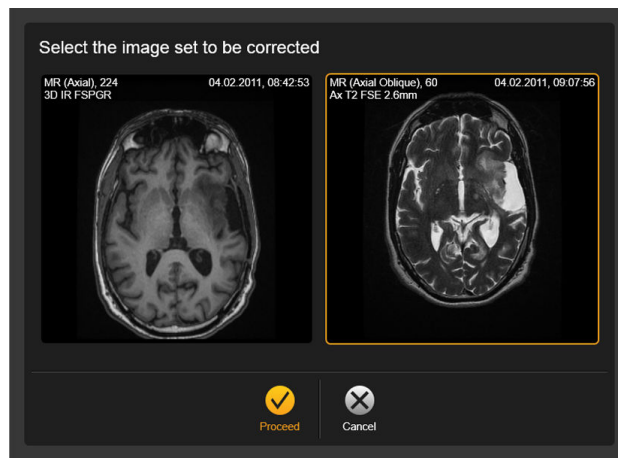 Select the image set to be corrected
MR (Axial), 224 04.02.2011, 08:42:53
3D IR FSPGR
MR (Axial Oblique), 60 04.02.2011, 09:07:56
Ax T2 FSE 2.6mm
Proceed
Cancel